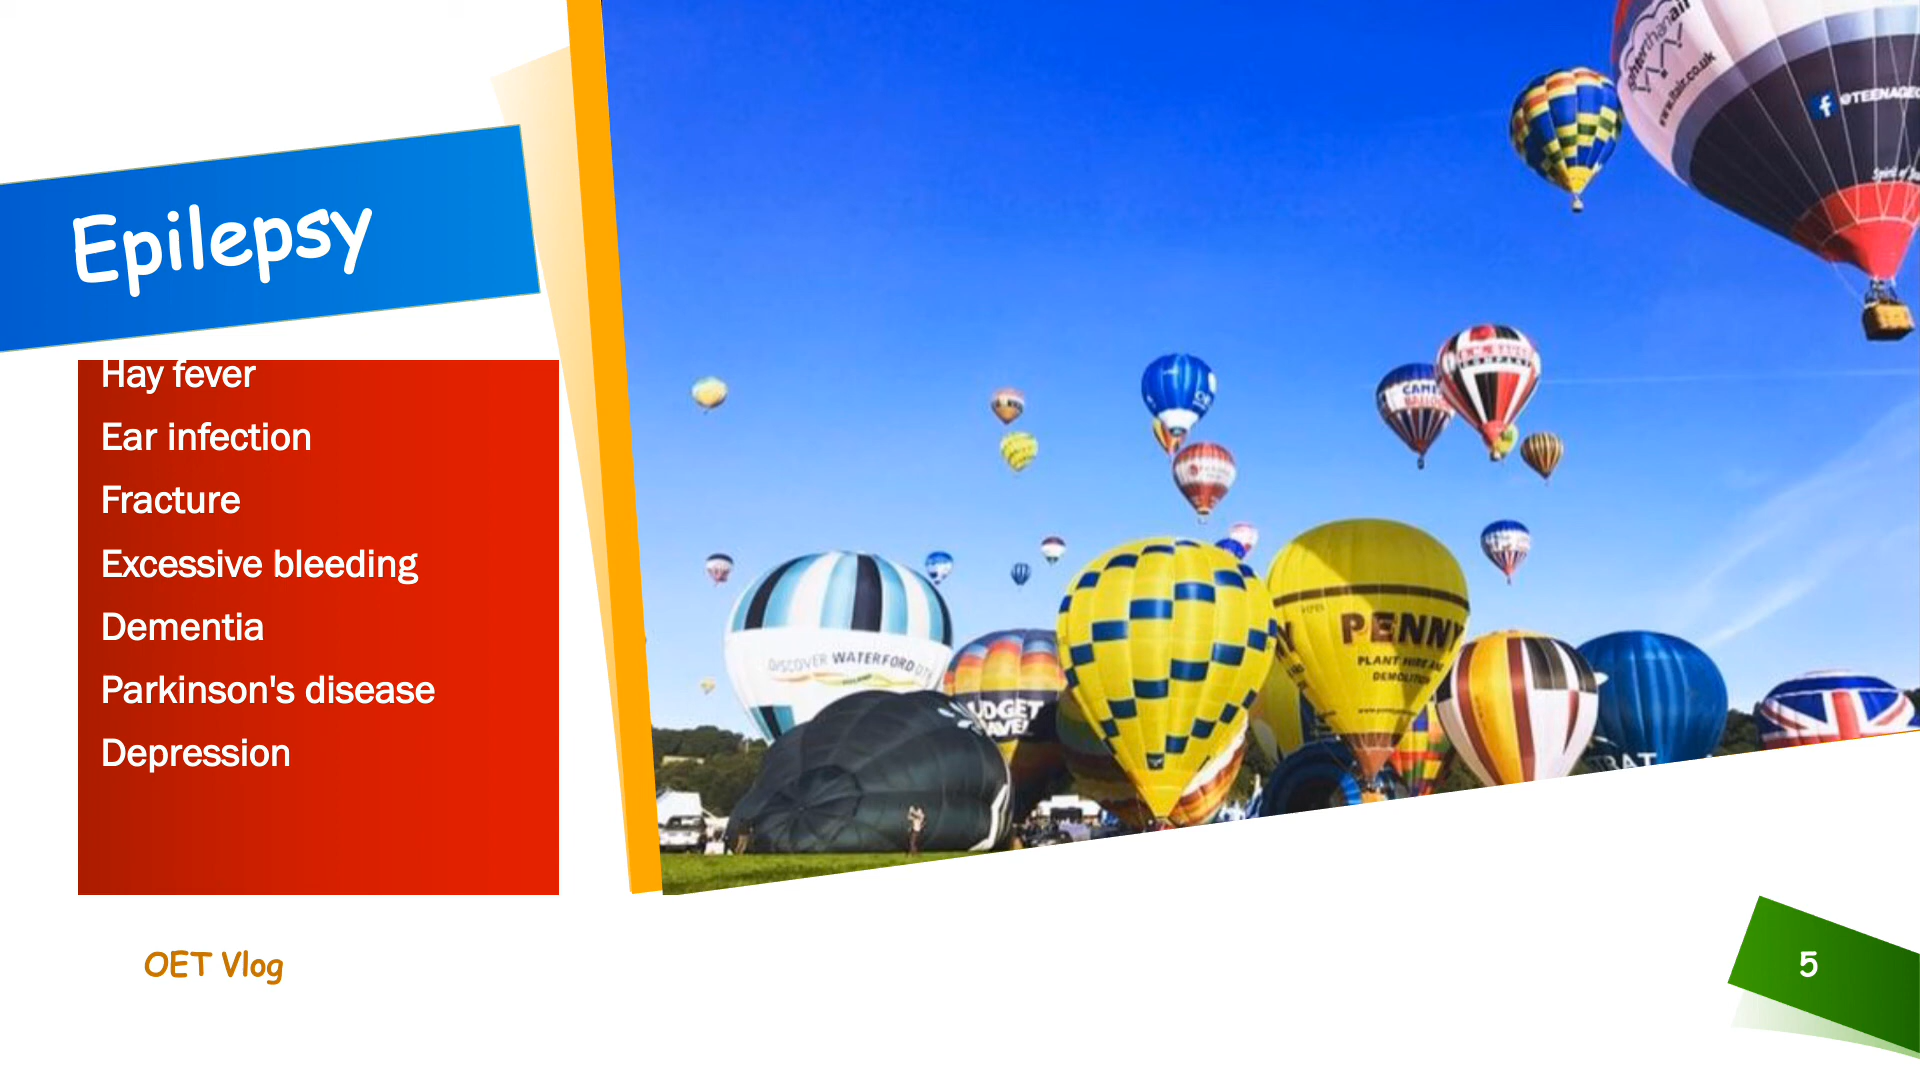 Epilepsy
Hay fever
Ear infection
Fracture
Excessive bleeding
Dementia
Parkinson's disease
Depression
OET Vlog
5
@TEENAGE
DISCOVER WATERFORD
PENNY
PLANT HIRE AND
DEMOLITION